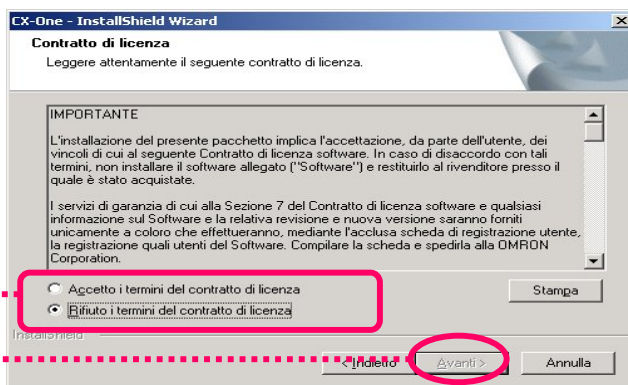 CX-One - InstallShield Wizard
Contratto di licenza
Leggere attentamente il seguente contratto di licenza.
IMPORTANTE
L'installazione del presente pacchetto implica l'accettazione, da parte dell'utente, dei
vincoli di cui al seguente Contratto di licenza software. In caso di disaccordo con tali
termini, non installare il software allegato ("Software") e restituirlo al rivenditore presso il
quale è stato acquistate.
I servizi di garanzia di cui alla Sezione 7 del Contratto di licenza software e qualsiasi
informazione sul Software e la relativa revisione e nuova versione saranno forniti
unicamente a coloro che effettueranno, mediante l'acclusa scheda di registrazione utente,
la registrazione quali utenti del Software. Compilare la scheda e spedirla alla OMRON
Corporation.
Accetto i termini del contratto di licenza
Rifiuto i termini del contratto di licenza
Stampa
InstallShield
< Indietro
Avanti >
Annulla